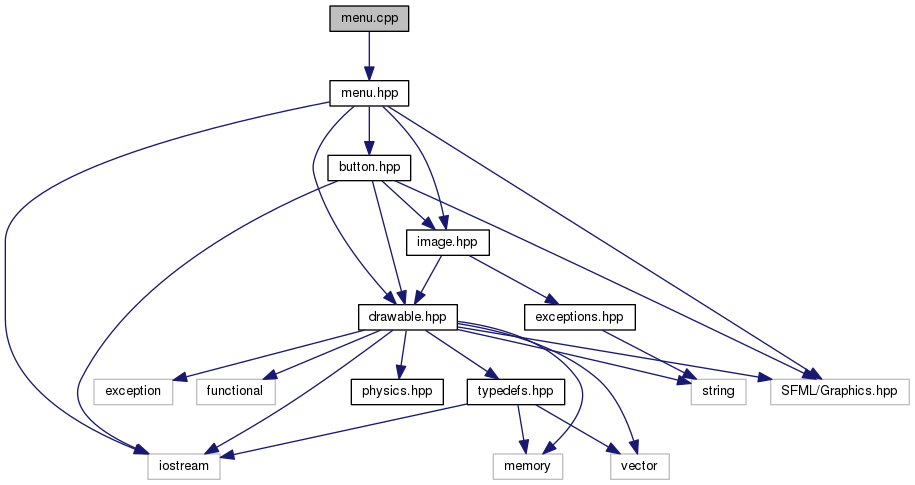 menu.cpp
menu.hpp
button.hpp
image.hpp
drawable.hpp
exceptions.hpp
exception
functional
physics.hpp
typedefs.hpp
string
SFML/Graphics.hpp
iostream
memory
vector